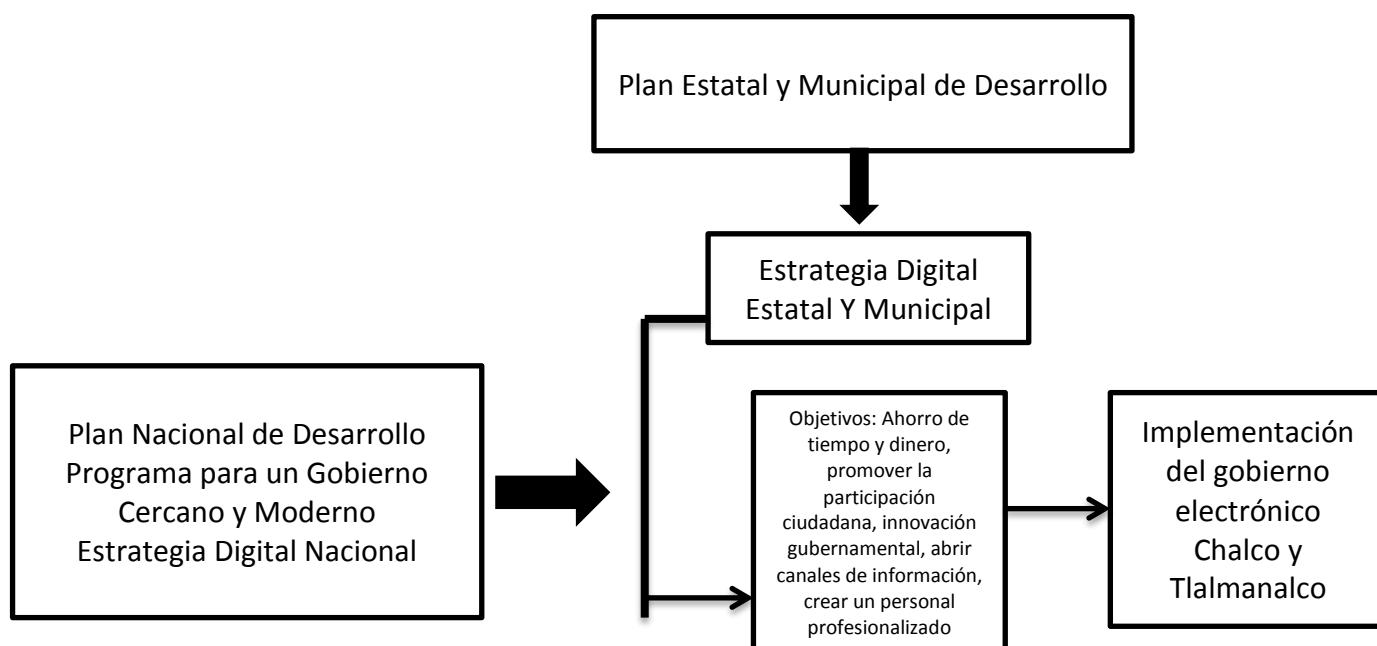 Plan Estatal y Municipal de Desarrollo
Estrategia Digital
Estatal Y Municipal
Plan Nacional de Desarrollo
Programa para un Gobierno
Cercano y Moderno
Estrategia Digital Nacional
Objetivos: Ahorro de
tiempo y dinero,
promover la
participación
ciudadana, innovación
gubernamental, abrir
canales de información,
crear un personal
profesionalizado
Implementación
del gobierno
electrónico
Chalco y
Tlalmanalco